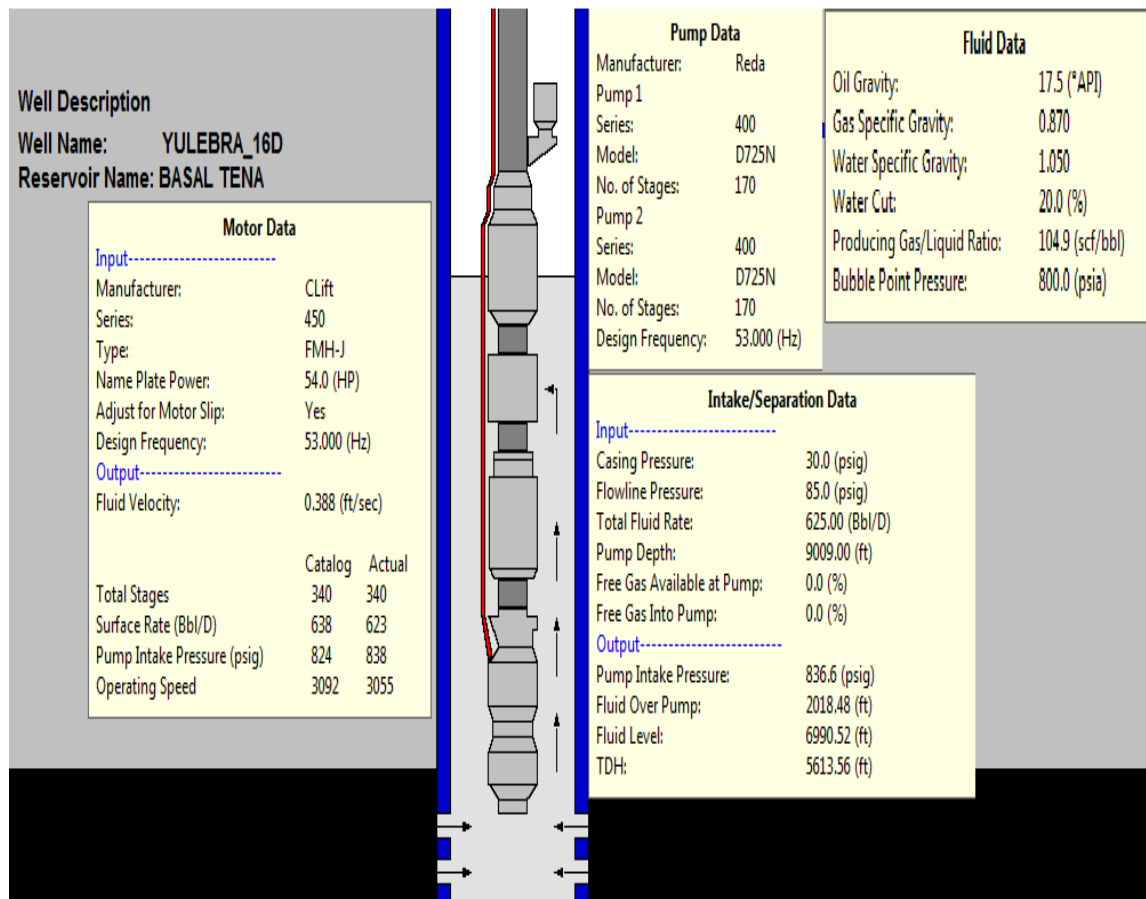 Well Description
Well Name: YULEBRA_16D
Reservoir Name: BASAL TENA
Motor Data
Input--------------------------
Manufacturer: CLift
Series: 450
Type: FMH-J
Name Plate Power: 54.0 (HP)
Adjust for Motor Slip: Yes
Design Frequency: 53.000 (Hz)
Output-------------------------
Fluid Velocity: 0.388 (ft/sec)
Catalog Actual
Total Stages 340 340
Surface Rate (Bbl/D) 638 623
Pump Intake Pressure (psig) 824 838
Operating Speed 3092 3055
Pump Data
Manufacturer: Reda
Pump 1
Series: 400
Model: D725N
No. of Stages: 170
Pump 2
Series: 400
Model: D725N
No. of Stages: 170
Design Frequency: 53.000 (Hz)
Fluid Data
Oil Gravity: 17.5 (°API)
Gas Specific Gravity: 0.870
Water Specific Gravity: 1.050
Water Cut: 20.0 (%)
Producing Gas/Liquid Ratio: 104.9 (scf/bbl)
Bubble Point Pressure: 800.0 (psia)
Intake/Separation Data
Input--------------------------
Casing Pressure: 30.0 (psig)
Flowline Pressure: 85.0 (psig)
Total Fluid Rate: 625.00 (Bbl/D)
Pump Depth: 9009.00 (ft)
Free Gas Available at Pump: 0.0 (%)
Free Gas Into Pump: 0.0 (%)
Output-------------------------
Pump Intake Pressure: 836.6 (psig)
Fluid Over Pump: 2018.48 (ft)
Fluid Level: 6990.52 (ft)
TDH: 5613.56 (ft)